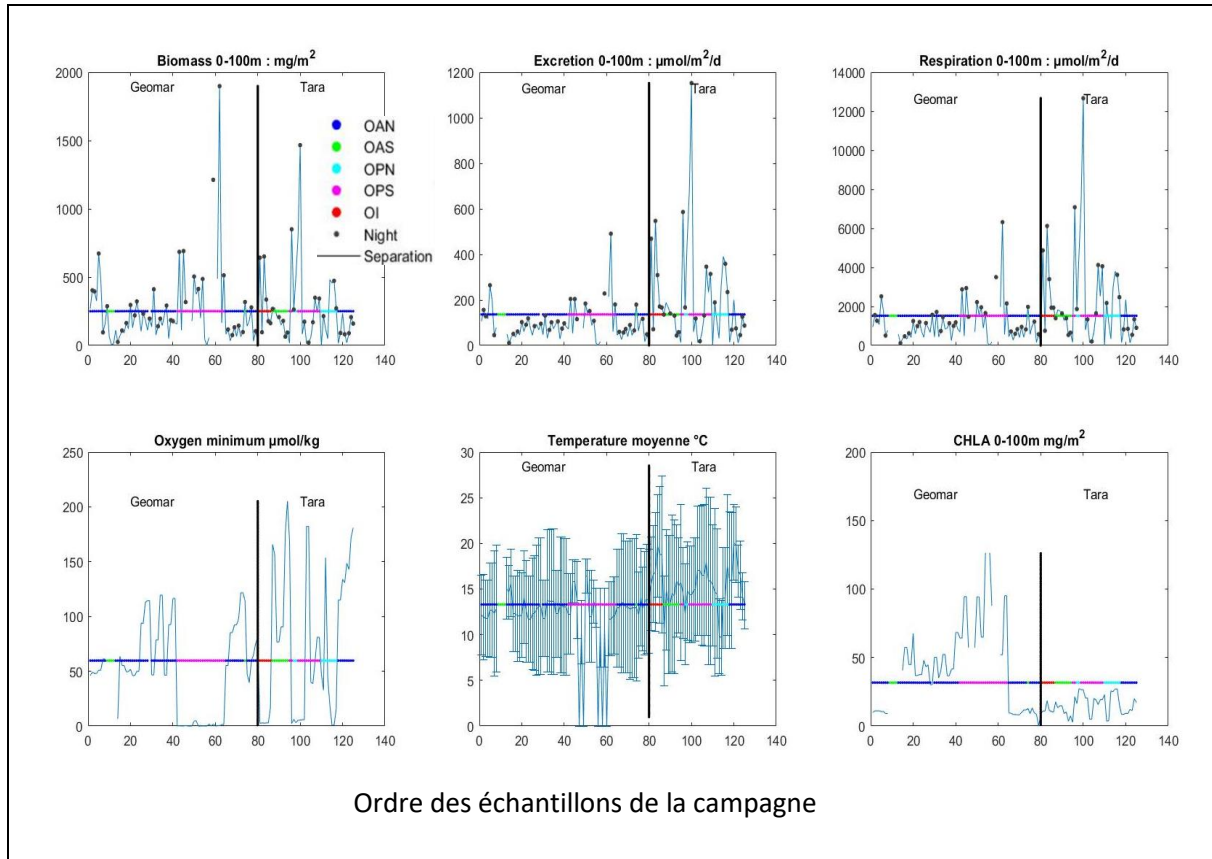 Biomass 0-100m : mg/m²
Geomar
Tara
2000
1500
1000
500
0
0 20 40 60 80 100 120 140
OAN
OAS
OPN
OPS
OI
Night
Separation
Excretion 0-100m : µmol/m²/d
Geomar
Tara
1200
1000
800
600
400
200
0
0 20 40 60 80 100 120 140
Respiration 0-100m : µmol/m²/d
Geomar
Tara
14000
12000
10000
8000
6000
4000
2000
0
0 20 40 60 80 100 120 140
Oxygen minimum µmol/kg
Geomar
Tara
250
200
150
100
50
0
0 20 40 60 80 100 120 140
Temperature moyenne °C
Geomar
Tara
30
25
20
15
10
5
0
0 20 40 60 80 100 120 140
CHLA 0-100m mg/m²
Geomar
Tara
200
150
100
50
0
0 20 40 60 80 100 120 140
Ordre des échantillons de la campagne